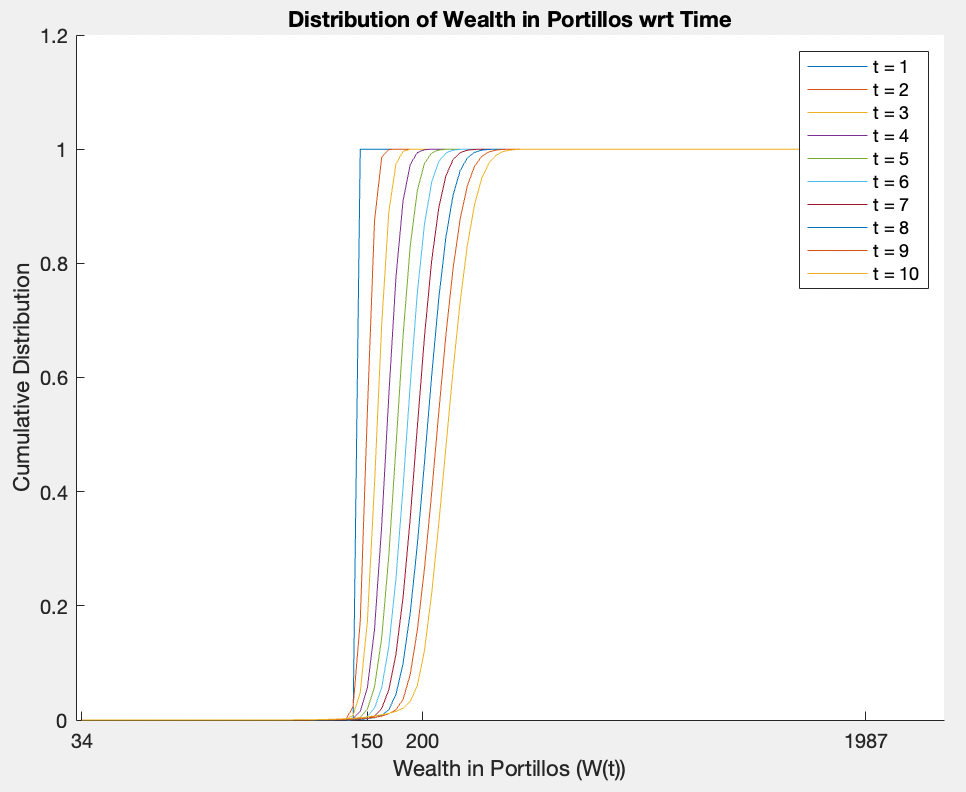 Distribution of Wealth in Portillos wrt Time
1.2
1
0.8
0.6
0.4
0.2
0
Cumulative Distribution
34
150
200
1987
Wealth in Portillos (W(t))
t = 1
t = 2
t = 3
t = 4
t = 5
t = 6
t = 7
t = 8
t = 9
t = 10